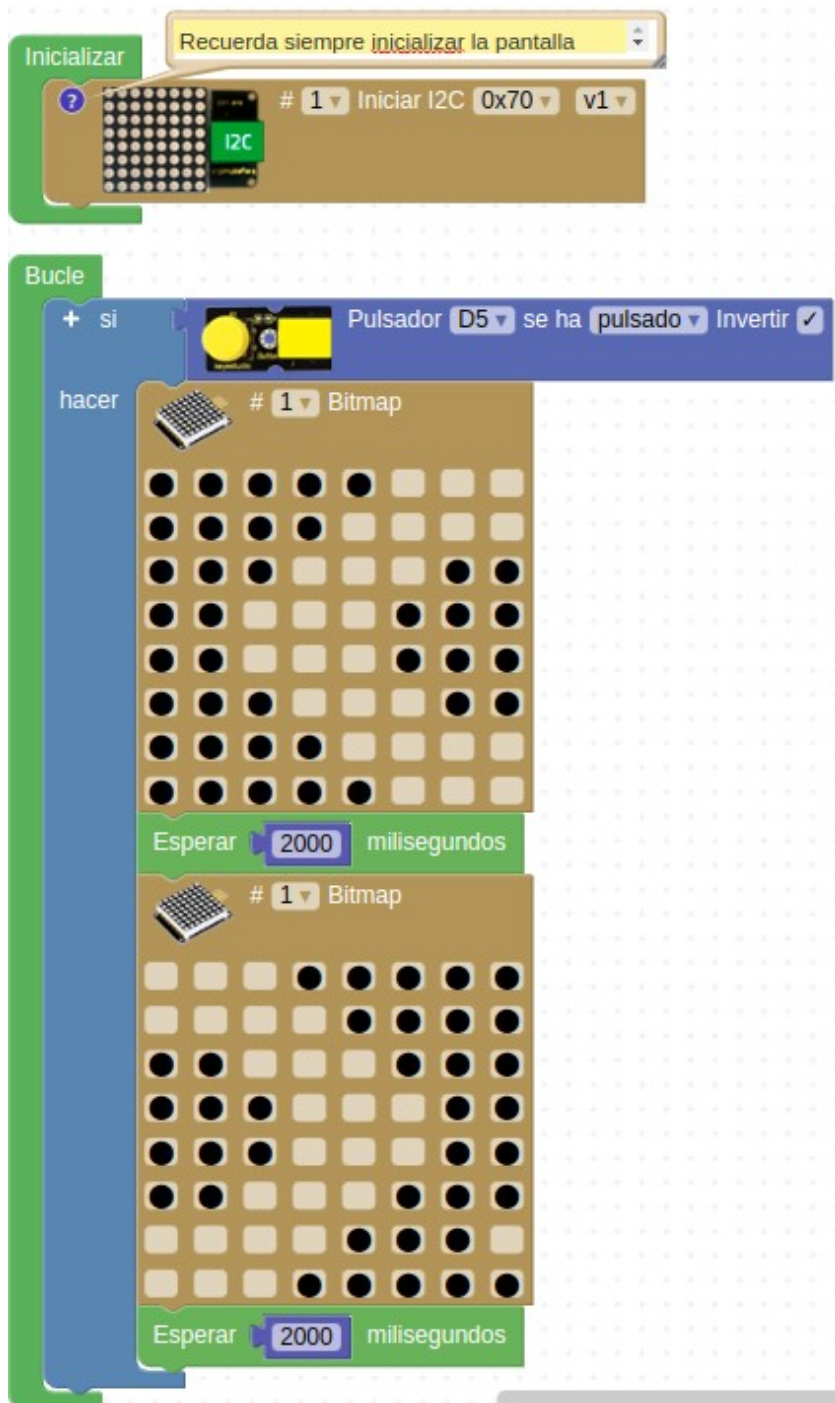 Recuerda siempre inicializar la pantalla
Inicializar
? # 1 Iniciar I2C 0x70 v1
I2C
Bucle
+ si Pulsador D5 se ha pulsado Invertir ✓
hacer # 1 Bitmap
Esperar 2000 milisegundos
# 1 Bitmap
Esperar 2000 milisegundos